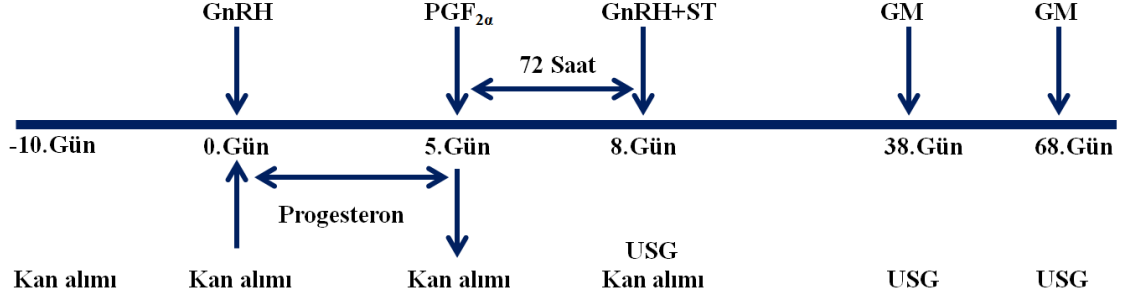 GnRH PGF2α GnRH+ST GM GM
72 Saat
-10.Gün 0.Gün 5.Gün 8.Gün 38.Gün 68.Gün
Progesteron
USG
Kan alımı Kan alımı Kan alımı Kan alımı USG USG